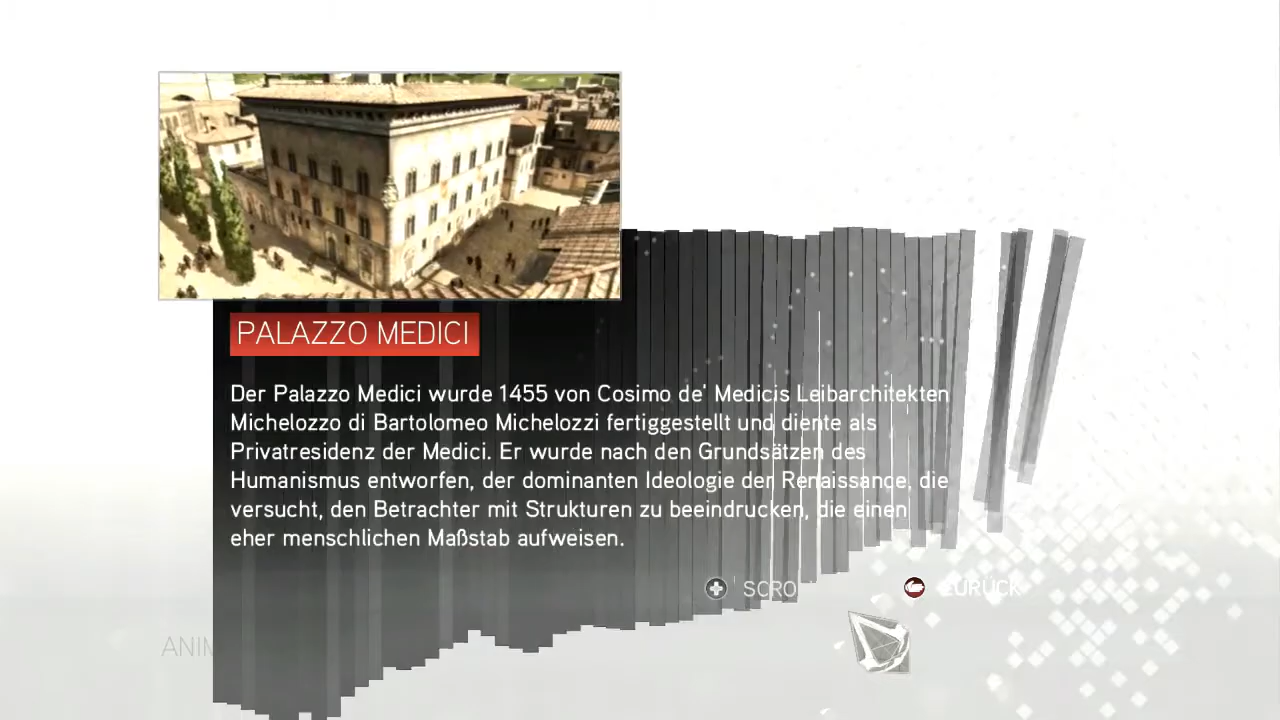 PALAZZO MEDICI
Der Palazzo Medici wurde 1455 von Cosimo de' Medicis Leibarchitekten
Michelozzo di Bartolomeo Michelozzi fertiggestellt und diente als
Privatresidenz der Medici. Er wurde nach den Grundsätzen des
Humanismus entworfen, der dominanten Ideologie der Renaissance, die
versucht, den Betrachter mit Strukturen zu beeindrucken, die einen
eher menschlichen Maßstab aufweisen.
SCRO ZURÜCK
ANIM